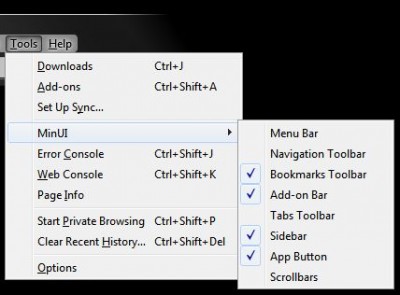 Tools Help
Downloads Ctrl+J
Add-ons Ctrl+Shift+A
Set Up Sync...
MinUI
Error Console Ctrl+Shift+J
Web Console Ctrl+Shift+K
Page Info
Start Private Browsing Ctrl+Shift+P
Clear Recent History... Ctrl+Shift+Del
Options
Menu Bar
Navigation Toolbar
Bookmarks Toolbar
Add-on Bar
Tabs Toolbar
Sidebar
App Button
Scrollbars